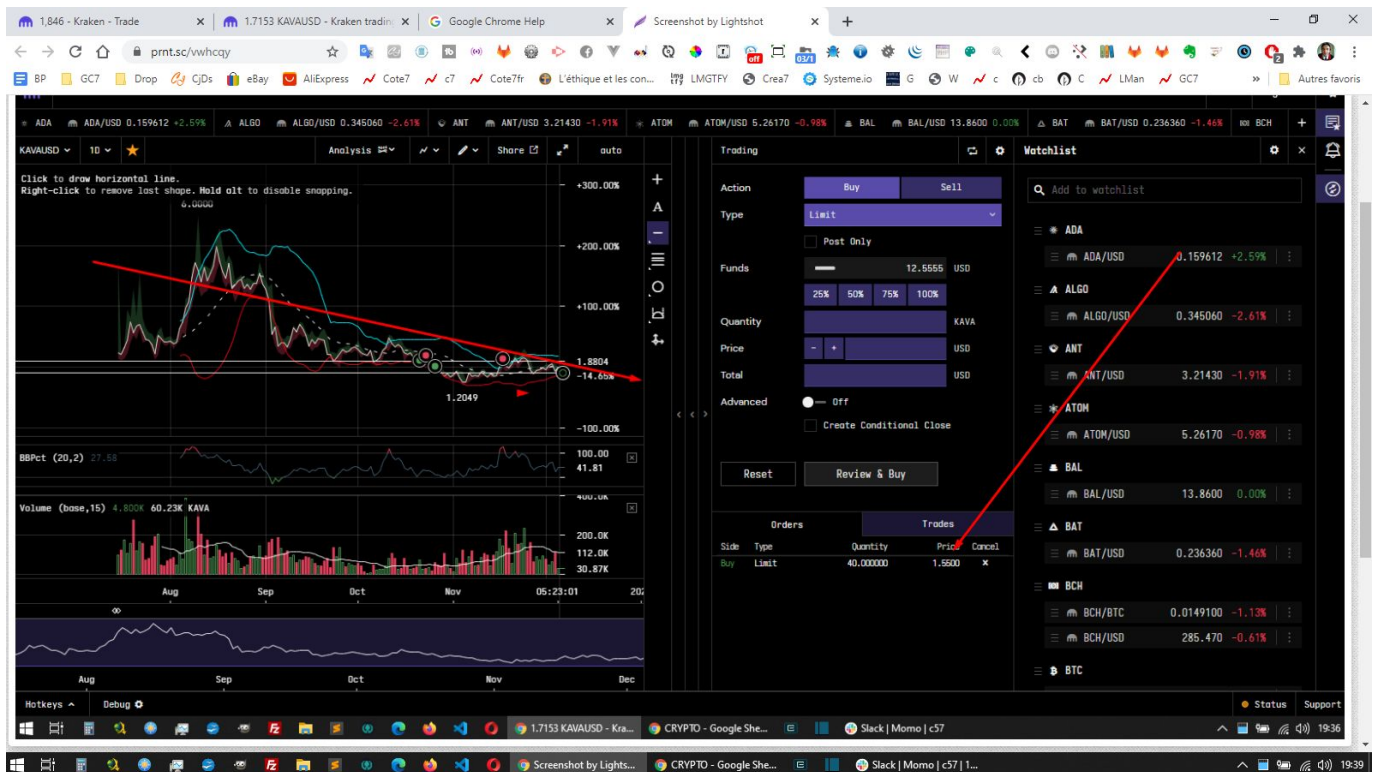 1,846 - Kraken - Trade
1.7153 KAVAUSD - Kraken trading
Google Chrome Help
Screenshot by Lightshot
prnt.sc/vwhcqy
BP GC7 Drop CjDs eBay AliExpress Cote7 c7 Cote7fr L'éthique et les con... LMGTFY Crea7 Systeme.io G W c cb C LMan GC7 » Autres favoris
ADA ADA/USD 0.159612 +2.59% ALGO ALGO/USD 0.345060 -2.61% ANT ANT/USD 3.21430 -1.91% ATOM ATOM/USD 5.26170 -0.98% BAL BAL/USD 13.8600 0.00% BAT BAT/USD 0.236360 -1.46% BCH +
KAVAUSD 1D Analysis Share auto
Click to draw horizontal line.
Right-click to remove last shape. Hold alt to disable snapping.
6.0000
+300.00%
+200.00%
+100.00%
1.8804
-14.65%
1.2049
-100.00%
BBPct (20,2) 27.58
100.00
41.81
Volume (base,15) 4.800K 60.23K KAVA
400.0K
200.0K
112.0K
30.87K
Aug Sep Oct Nov 05:23:01 202
Aug Sep Oct Nov Dec
Hotkeys Debug
Trading
Action Buy Sell
Type Limit
Post Only
Funds 12.5555 USD
25% 50% 75% 100%
Quantity KAVA
Price - + USD
Total USD
Advanced Off
Create Conditional Close
Reset Review & Buy
Orders Trades
Side Type Quantity Price Cancel
Buy Limit 40.000000 1.5600 x
Watchlist
Add to watchlist
ADA
ADA/USD 0.159612 +2.59%
ALGO
ALGO/USD 0.345060 -2.61%
ANT
ANT/USD 3.21430 -1.91%
ATOM
ATOM/USD 5.26170 -0.98%
BAL
BAL/USD 13.8600 0.00%
BAT
BAT/USD 0.236360 -1.46%
BCH
BCH/BTC 0.0149100 -1.13%
BCH/USD 285.470 -0.61%
BTC
Status Support
1.7153 KAVAUSD - Kra... CRYPTO - Google She... Slack | Momo | c57 19:36
Screenshot by Lights... CRYPTO - Google She... Slack | Momo | c57 | 1... 19:39